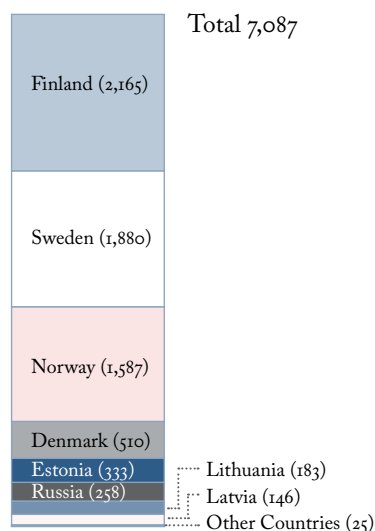 Total 7,087
Finland (2,165)
Sweden (1,880)
Norway (1,587)
Denmark (510)
Estonia (333)
Russia (258)
Lithuania (183)
Latvia (146)
Other Countries (25)